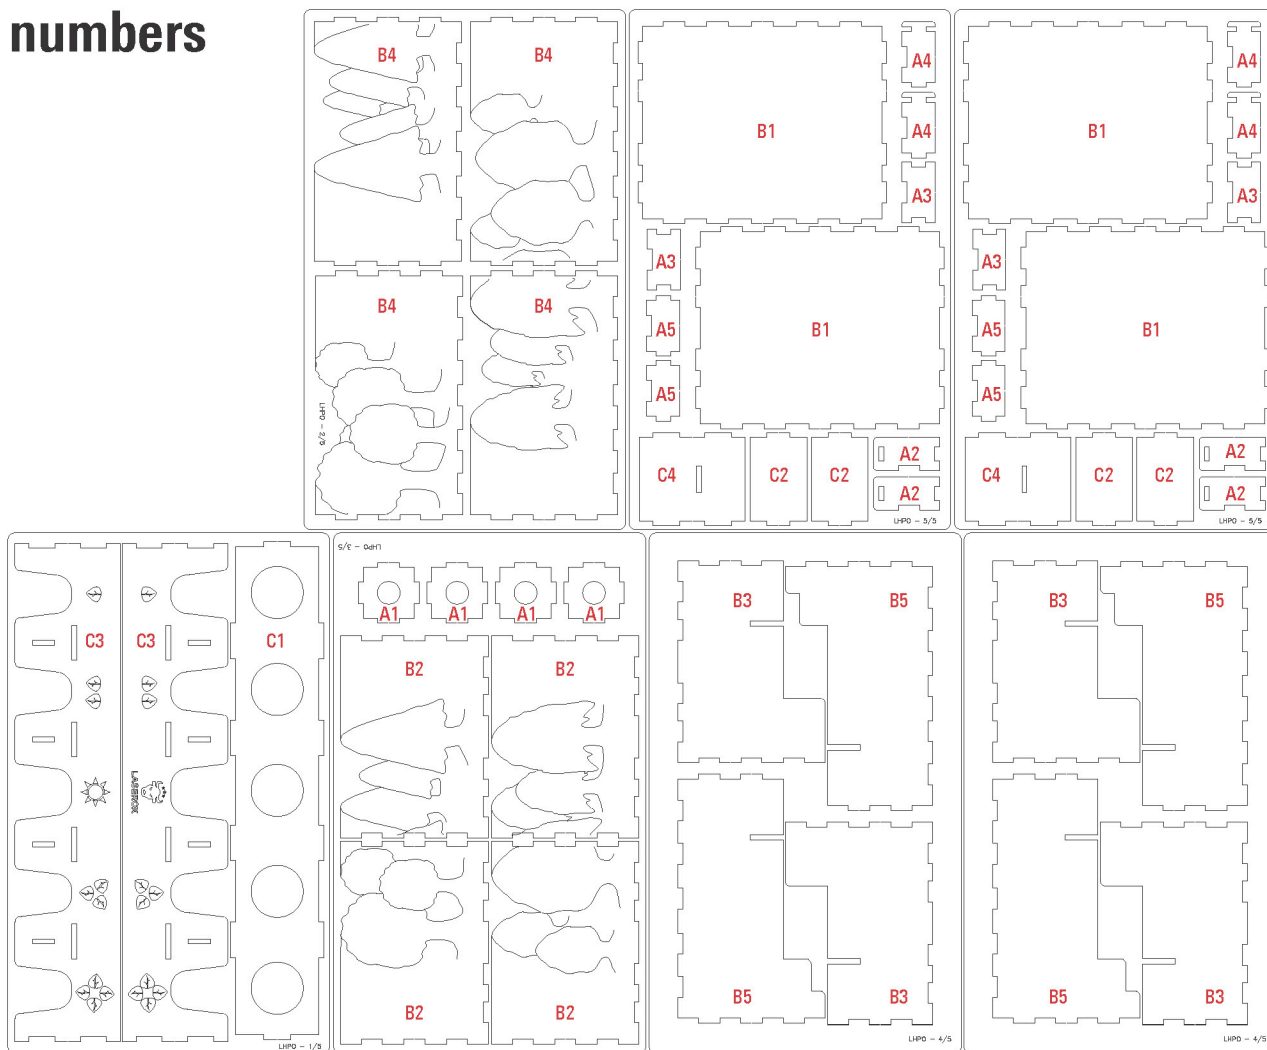 numbers
B4
B4
B4
B4
LHPO - 2/5
B1
A4
A4
A3
A3
A5
A5
B1
C4
C2
C2
A2
A2
LHPO - 5/5
B1
A4
A4
A3
A3
A5
A5
B1
C4
C2
C2
A2
A2
LHPO - 5/5
C3
C3
C1
LASEROX
LHPO - 1/5
LHPO - 3/5
A1
A1
A1
A1
B2
B2
B2
B2
B3
B5
B5
B3
LHPO - 4/5
B3
B5
B5
B3
LHPO - 4/5